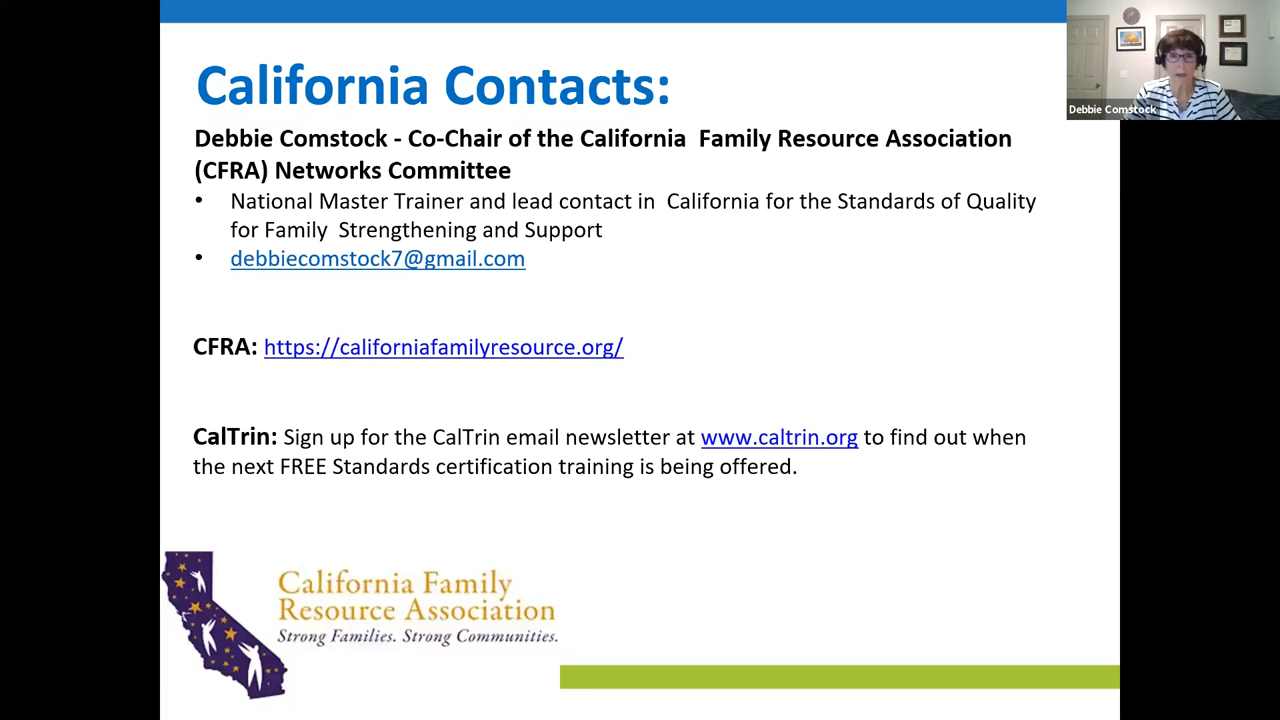 California Contacts:
Debbie Comstock
Debbie Comstock - Co-Chair of the California  Family Resource Association
(CFRA) Networks Committee
• National Master Trainer and lead contact in  California for the Standards of Quality
for Family  Strengthening and Support
• debbiecomstock7@gmail.com
CFRA: https://californiafamilyresource.org/
CalTrin: Sign up for the CalTrin email newsletter at www.caltrin.org to find out when
the next FREE Standards certification training is being offered.
California Family
Resource Association
Strong Families. Strong Communities.